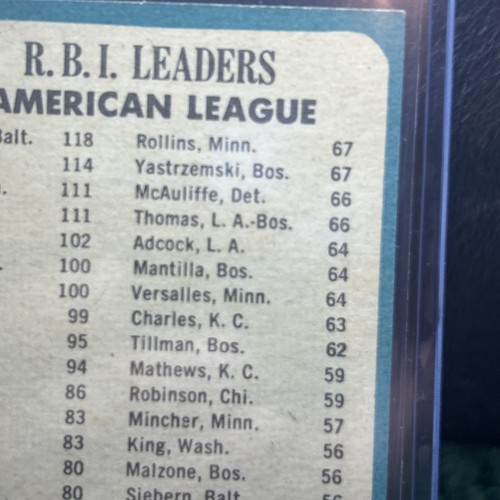 R. B. I. LEADERS
AMERICAN LEAGUE
Balt. 118 Rollins, Minn. 67
114 Yastrzemski, Bos. 67
111 McAuliffe, Det. 66
111 Thomas, L. A.-Bos. 66
102 Adcock, L. A. 64
100 Mantilla, Bos. 64
100 Versalles, Minn. 64
99 Charles, K. C. 63
95 Tillman, Bos. 62
94 Mathews, K. C. 59
86 Robinson, Chi. 59
83 Mincher, Minn. 57
83 King, Wash. 56
80 Malzone, Bos. 56
80 Siebern, Balt.